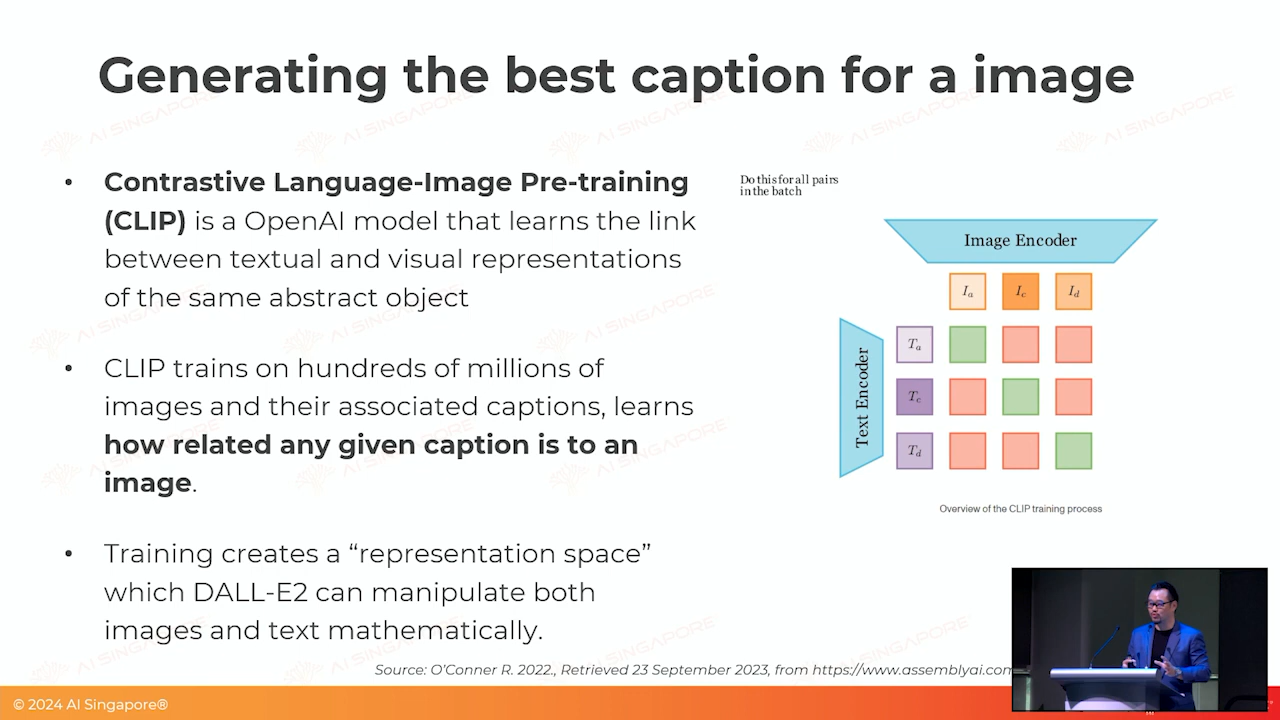 Generating the best caption for a image
• Contrastive Language-Image Pre-training
(CLIP) is a OpenAI model that learns the link
between textual and visual representations
of the same abstract object
• CLIP trains on hundreds of millions of
images and their associated captions, learns
how related any given caption is to an
image.
• Training creates a “representation space”
which DALL-E2 can manipulate both
images and text mathematically.
Do this for all pairs
in the batch
Image Encoder
Iₐ I꜀ I_d
Text Encoder
Tₐ
T꜀
T_d
Overview of the CLIP training process
Source: O’Conner R. 2022., Retrieved 23 September 2023, from https://www.assemblyai.com
© 2024 AI Singapore®
AI SINGAPORE